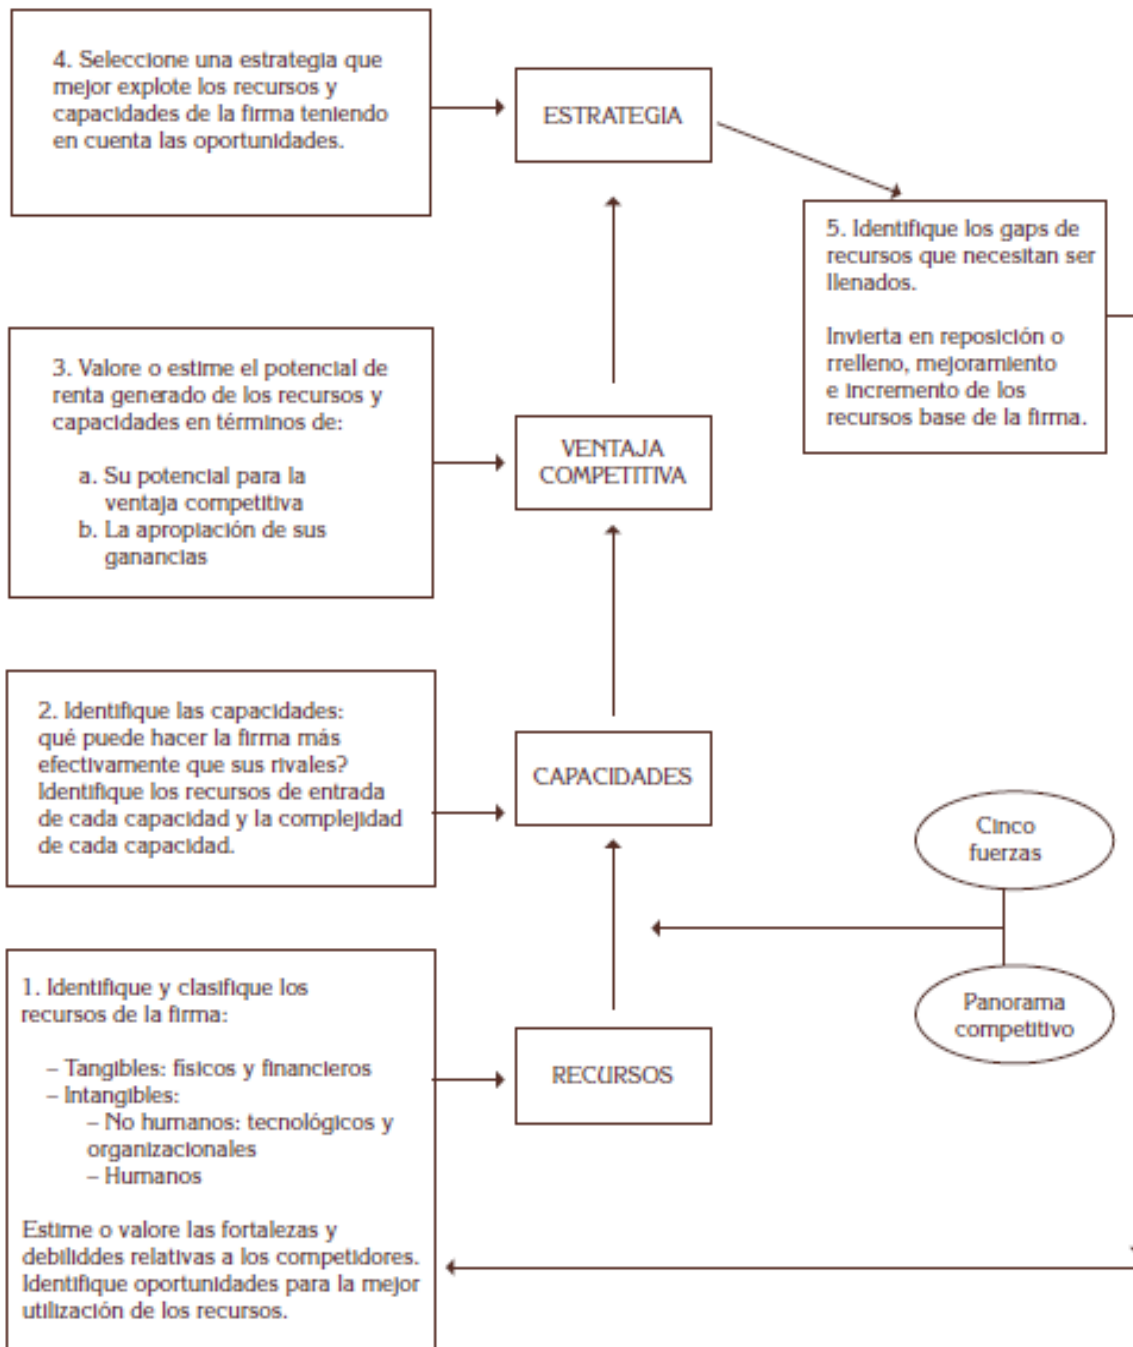 4. Seleccione una estrategia que
mejor explote los recursos y
capacidades de la firma teniendo
en cuenta las oportunidades.
ESTRATEGIA
5. Identifique los gaps de
recursos que necesitan ser
llenados.
Invierta en reposición o
rrelleno, mejoramiento
e incremento de los
recursos base de la firma.
3. Valore o estime el potencial de
renta generado de los recursos y
capacidades en términos de:
a. Su potencial para la
ventaja competitiva
b. La apropiación de sus
ganancias
VENTAJA
COMPETITIVA
2. Identifique las capacidades:
qué puede hacer la firma más
efectivamente que sus rivales?
Identifique los recursos de entrada
de cada capacidad y la complejidad
de cada capacidad.
CAPACIDADES
Cinco
fuerzas
Panorama
competitivo
1. Identifique y clasifique los
recursos de la firma:
– Tangibles: físicos y financieros
– Intangibles:
– No humanos: tecnológicos y
organizacionales
– Humanos
Estime o valore las fortalezas y
debiliddes relativas a los competidores.
Identifique oportunidades para la mejor
utilización de los recursos.
RECURSOS